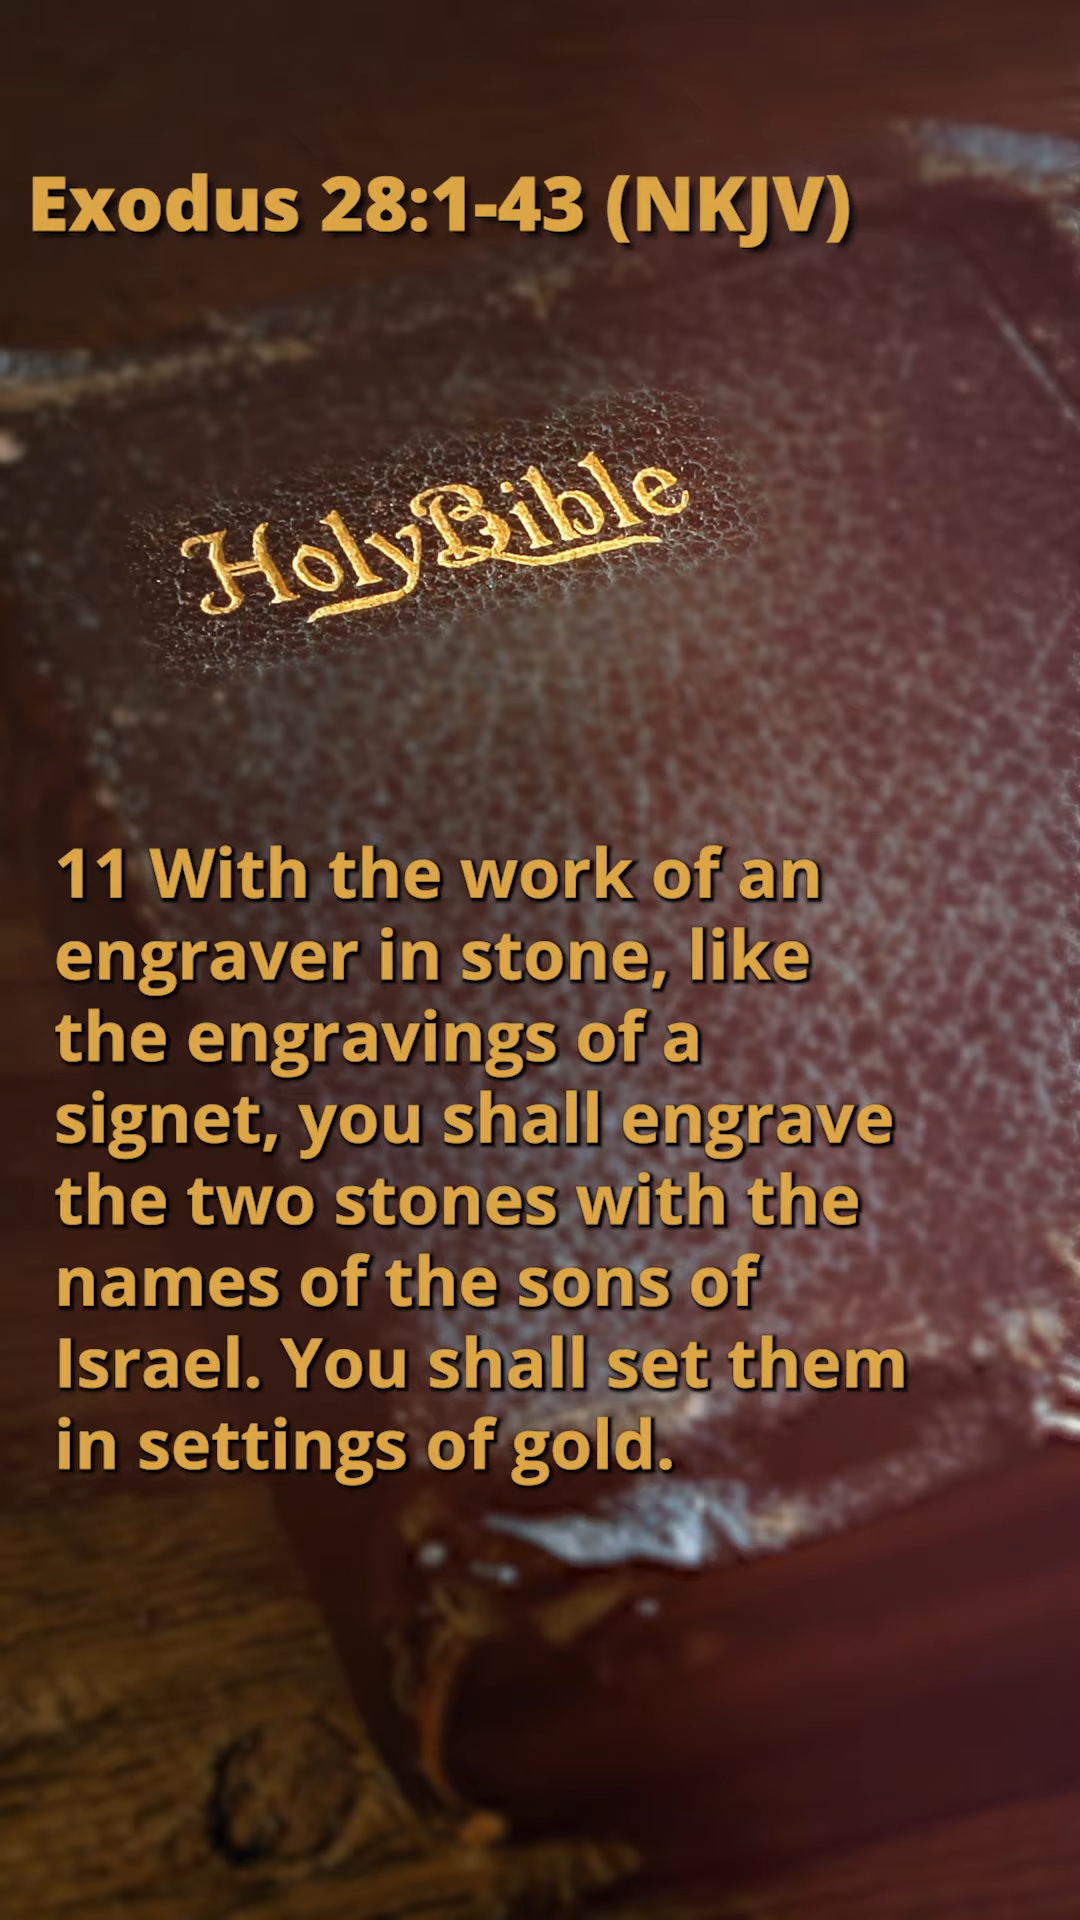 Exodus 28:1-43 (NKJV)
Holy Bible
11 With the work of an
engraver in stone, like
the engravings of a
signet, you shall engrave
the two stones with the
names of the sons of
Israel. You shall set them
in settings of gold.